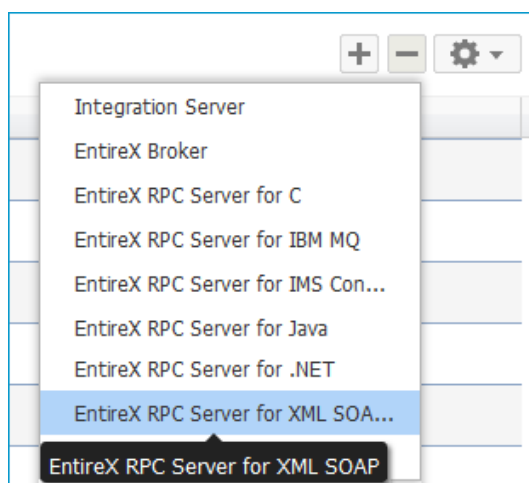 Integration Server
EntireX Broker
EntireX RPC Server for C
EntireX RPC Server for IBM MQ
EntireX RPC Server for IMS Con...
EntireX RPC Server for Java
EntireX RPC Server for .NET
EntireX RPC Server for XML SOA...
EntireX RPC Server for XML SOAP